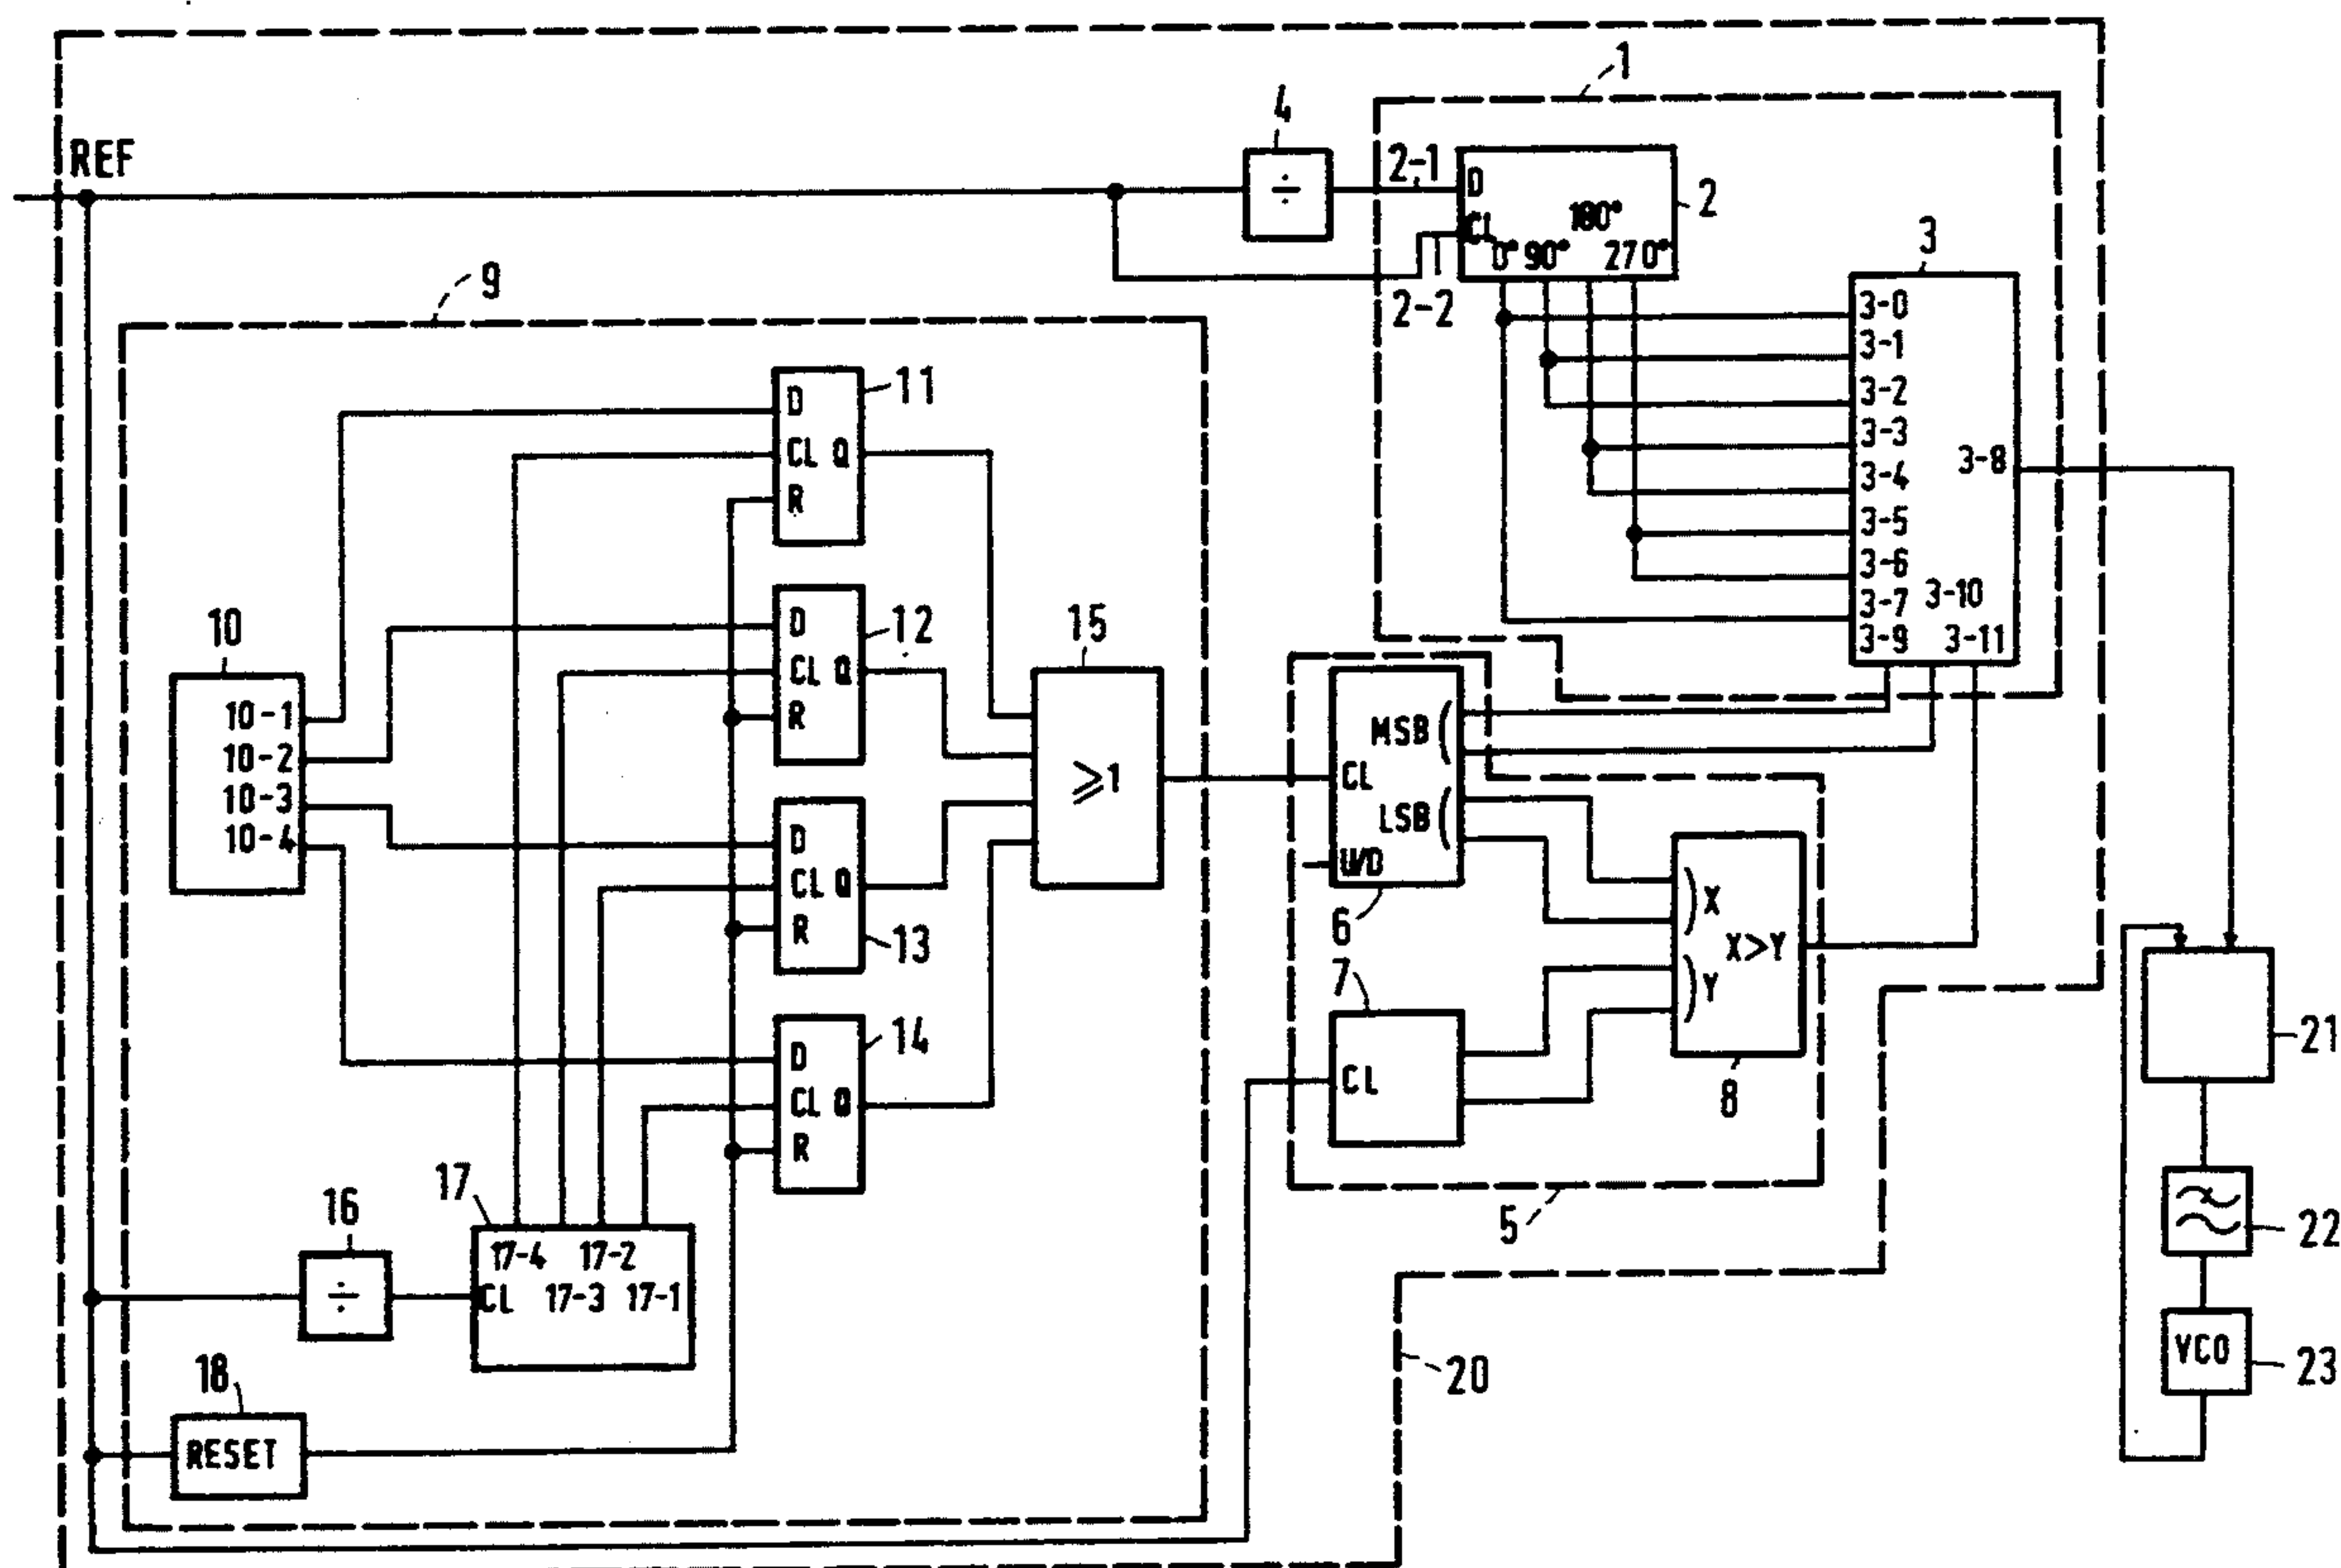 1
4
REF
2-1
D
2
180°
CL
0° 90°
270°
3
2-2
9
3-0
3-1
3-2
3-3
3-4
3-5
3-6
3-7
3-8
3-9
3-10
3-11
11
D
CL Q
R
10
12
D
CL Q
R
15
10-1
10-2
10-3
10-4
≥1
MSB (
CL
LSB (
U/D
6
D
CL Q
R
13
) X
X>Y
) Y
8
7
CL
21
14
D
CL Q
R
17
16
5
22
÷
17-4 17-2
CL 17-3 17-1
÷
VCO
23
20
18
RESET